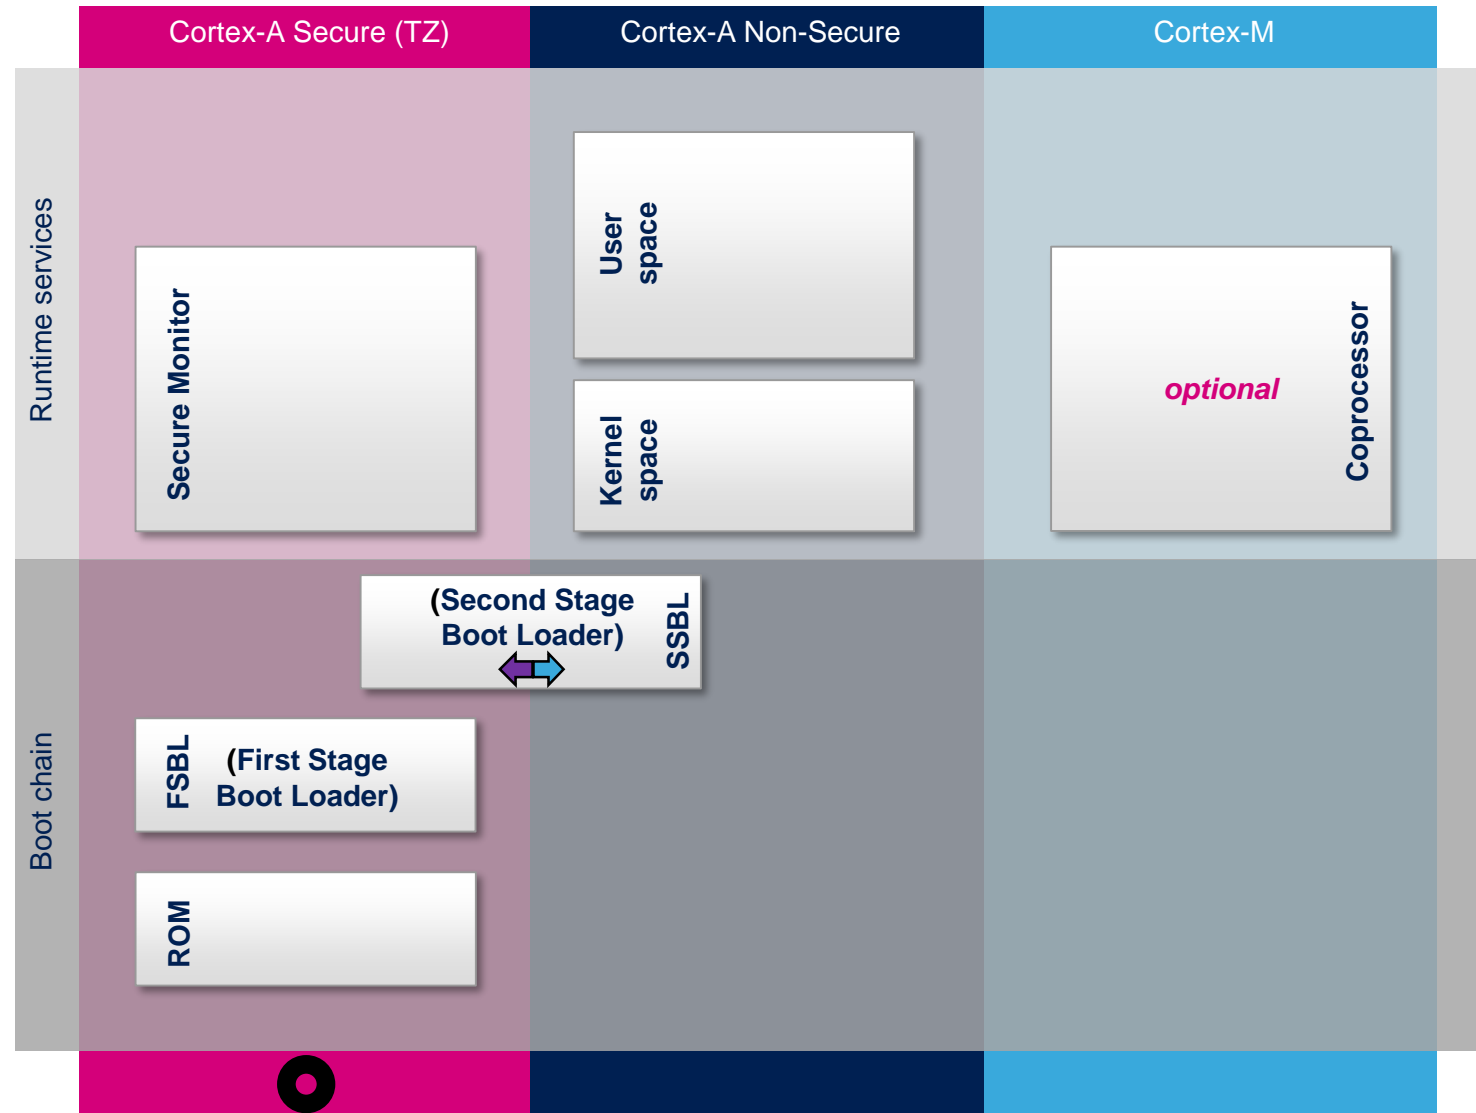 Cortex-A Secure (TZ)
Cortex-A Non-Secure
Cortex-M
Runtime services
Secure Monitor
User
space
Kernel
space
optional
Coprocessor
Boot chain
(Second Stage
Boot Loader)
SSBL
FSBL
(First Stage
Boot Loader)
ROM